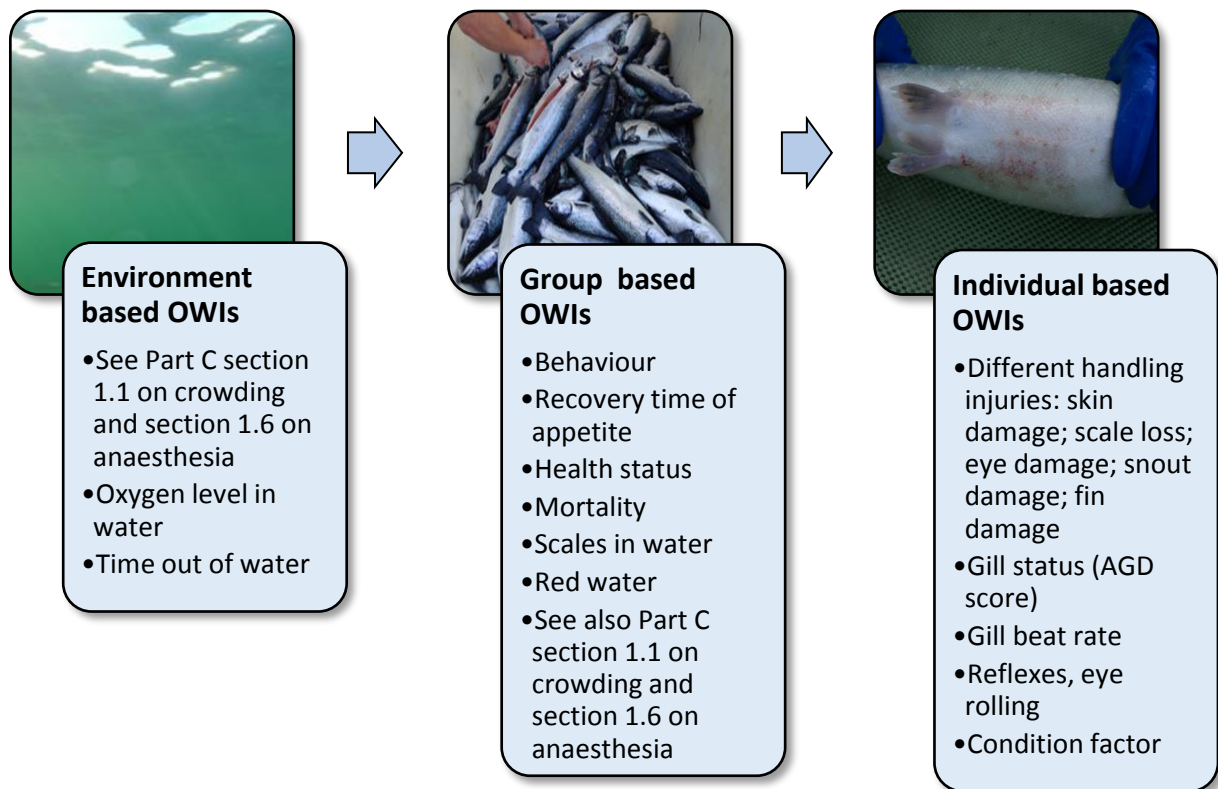 Environment
based OWIs
•See Part C section
1.1 on crowding
and section 1.6 on
anaesthesia
•Oxygen level in
water
•Time out of water
Group based
OWIs
•Behaviour
•Recovery time of
appetite
•Health status
•Mortality
•Scales in water
•Red water
•See also Part C
section 1.1 on
crowding and
section 1.6 on
anaesthesia
Individual based
OWIs
•Different handling
injuries: skin
damage; scale loss;
eye damage; snout
damage; fin
damage
•Gill status (AGD
score)
•Gill beat rate
•Reflexes, eye
rolling
•Condition factor